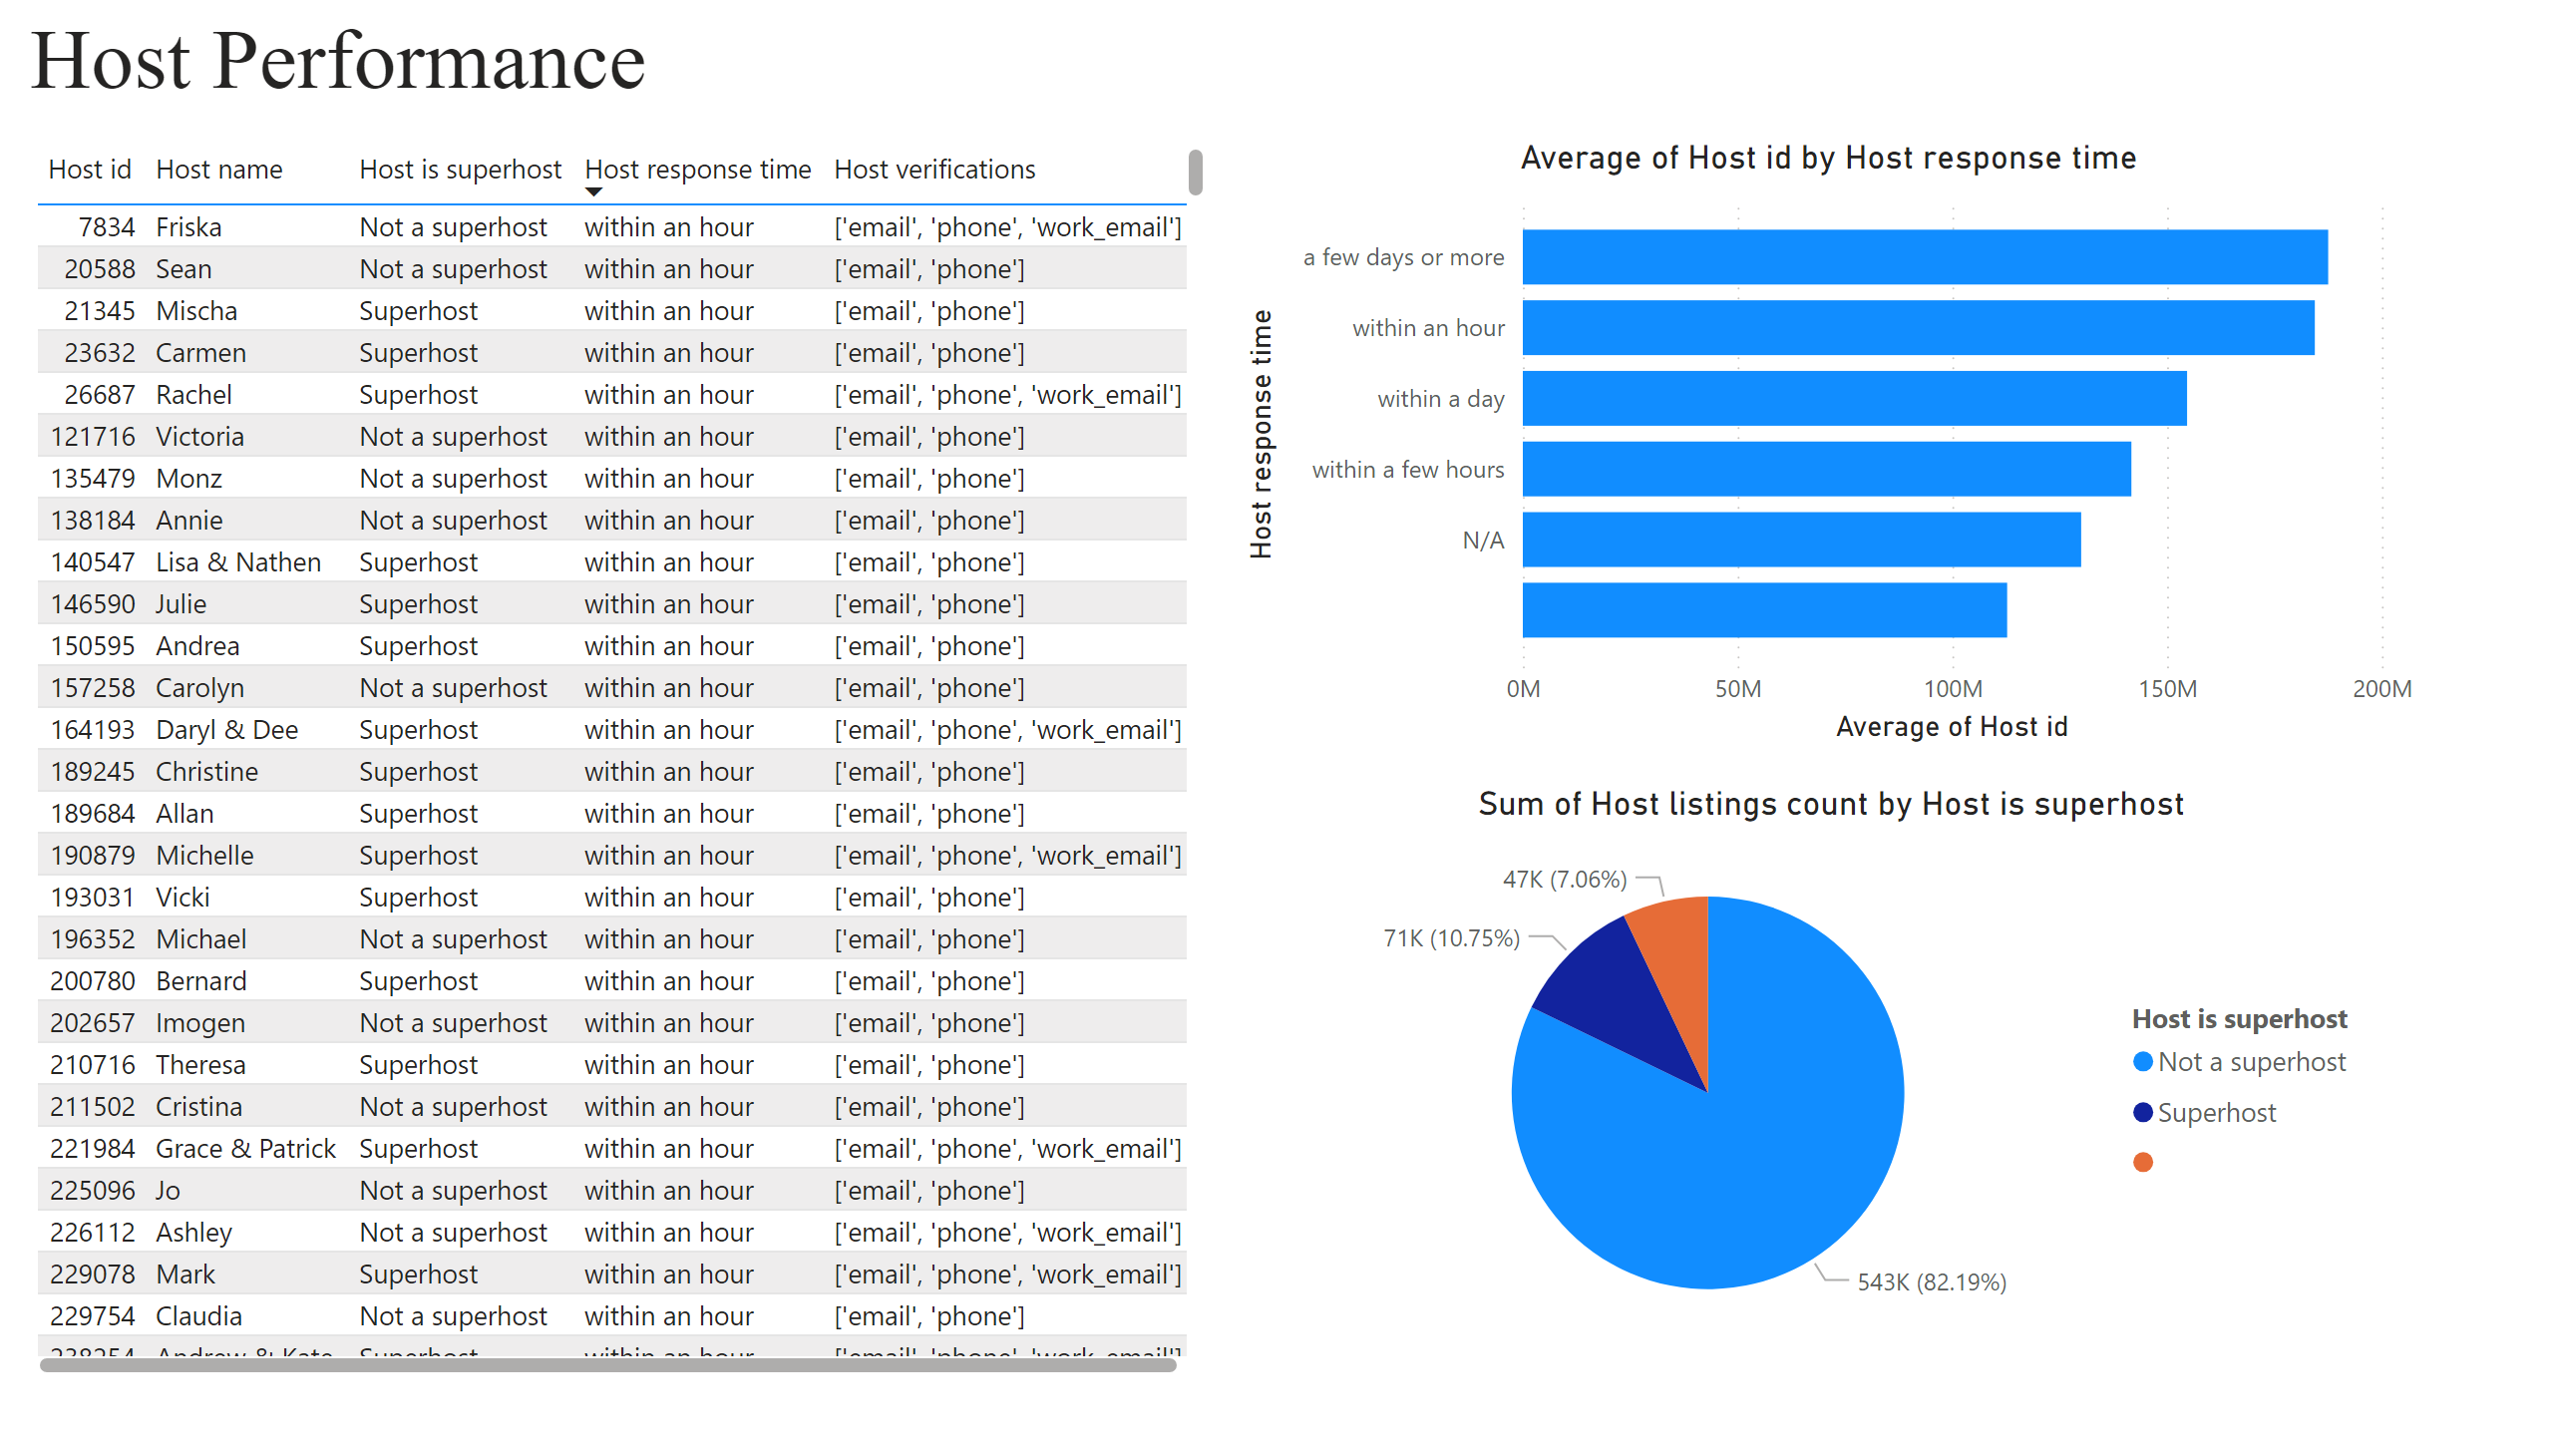 Host Performance
Host id Host name Host is superhost Host response time Host verifications
7834 Friska Not a superhost within an hour ['email', 'phone', 'work_email']
20588 Sean Not a superhost within an hour ['email', 'phone']
21345 Mischa Superhost within an hour ['email', 'phone']
23632 Carmen Superhost within an hour ['email', 'phone']
26687 Rachel Superhost within an hour ['email', 'phone', 'work_email']
121716 Victoria Not a superhost within an hour ['email', 'phone']
135479 Monz Not a superhost within an hour ['email', 'phone']
138184 Annie Not a superhost within an hour ['email', 'phone']
140547 Lisa & Nathen Superhost within an hour ['email', 'phone']
146590 Julie Superhost within an hour ['email', 'phone']
150595 Andrea Superhost within an hour ['email', 'phone']
157258 Carolyn Not a superhost within an hour ['email', 'phone']
164193 Daryl & Dee Superhost within an hour ['email', 'phone', 'work_email']
189245 Christine Superhost within an hour ['email', 'phone']
189684 Allan Superhost within an hour ['email', 'phone']
190879 Michelle Superhost within an hour ['email', 'phone', 'work_email']
193031 Vicki Superhost within an hour ['email', 'phone']
196352 Michael Not a superhost within an hour ['email', 'phone']
200780 Bernard Superhost within an hour ['email', 'phone']
202657 Imogen Not a superhost within an hour ['email', 'phone']
210716 Theresa Superhost within an hour ['email', 'phone']
211502 Cristina Not a superhost within an hour ['email', 'phone']
221984 Grace & Patrick Superhost within an hour ['email', 'phone', 'work_email']
225096 Jo Not a superhost within an hour ['email', 'phone']
226112 Ashley Not a superhost within an hour ['email', 'phone', 'work_email']
229078 Mark Superhost within an hour ['email', 'phone', 'work_email']
229754 Claudia Not a superhost within an hour ['email', 'phone']
238254 Andrew & Kate Superhost within an hour ['email', 'phone', 'work_email']
Average of Host id by Host response time
Host response time
a few days or more
within an hour
within a day
within a few hours
N/A
0M 50M 100M 150M 200M
Average of Host id
Sum of Host listings count by Host is superhost
47K (7.06%)
71K (10.75%)
543K (82.19%)
Host is superhost
Not a superhost
Superhost